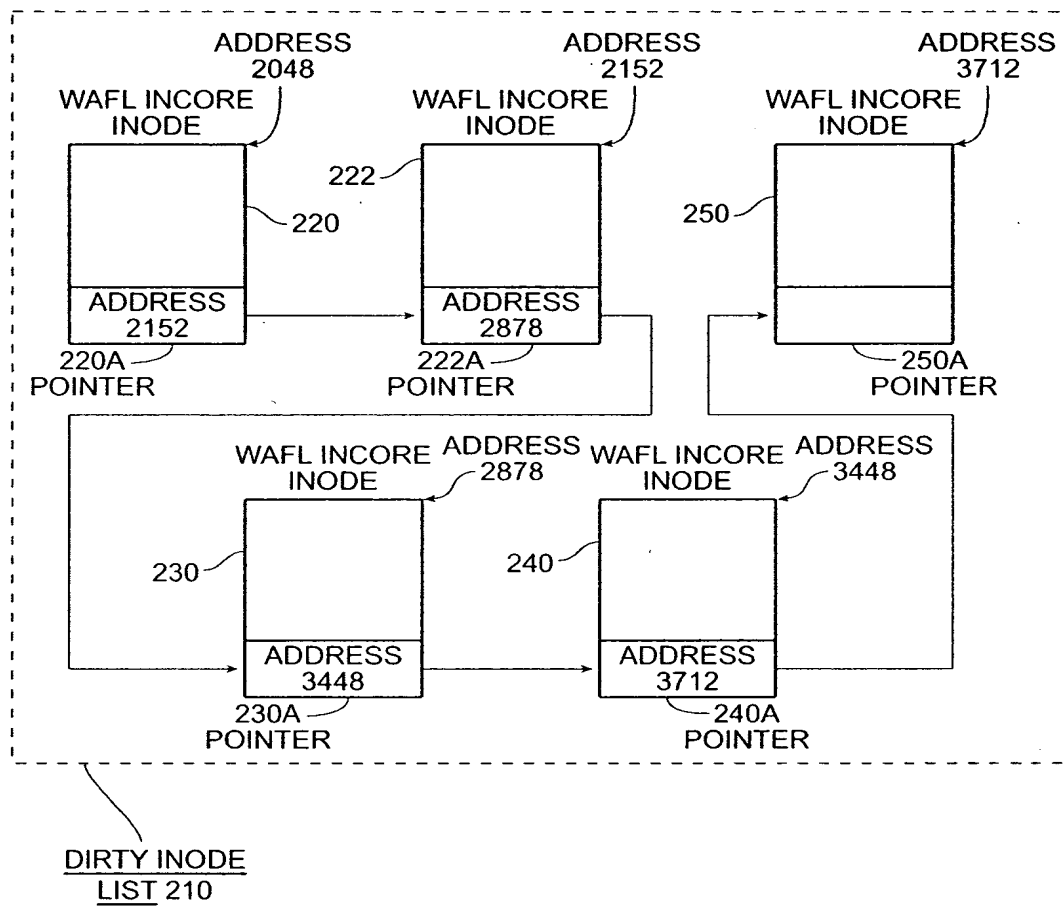 ADDRESS
2048
WAFL INCORE
INODE
220
ADDRESS
2152
220A
POINTER
ADDRESS
2152
WAFL INCORE
INODE
222
ADDRESS
2878
222A
POINTER
ADDRESS
3712
WAFL INCORE
INODE
250
250A
POINTER
ADDRESS
2878
WAFL INCORE
INODE
230
ADDRESS
3448
230A
POINTER
ADDRESS
3448
WAFL INCORE
INODE
240
ADDRESS
3712
240A
POINTER
DIRTY INODE
LIST 210